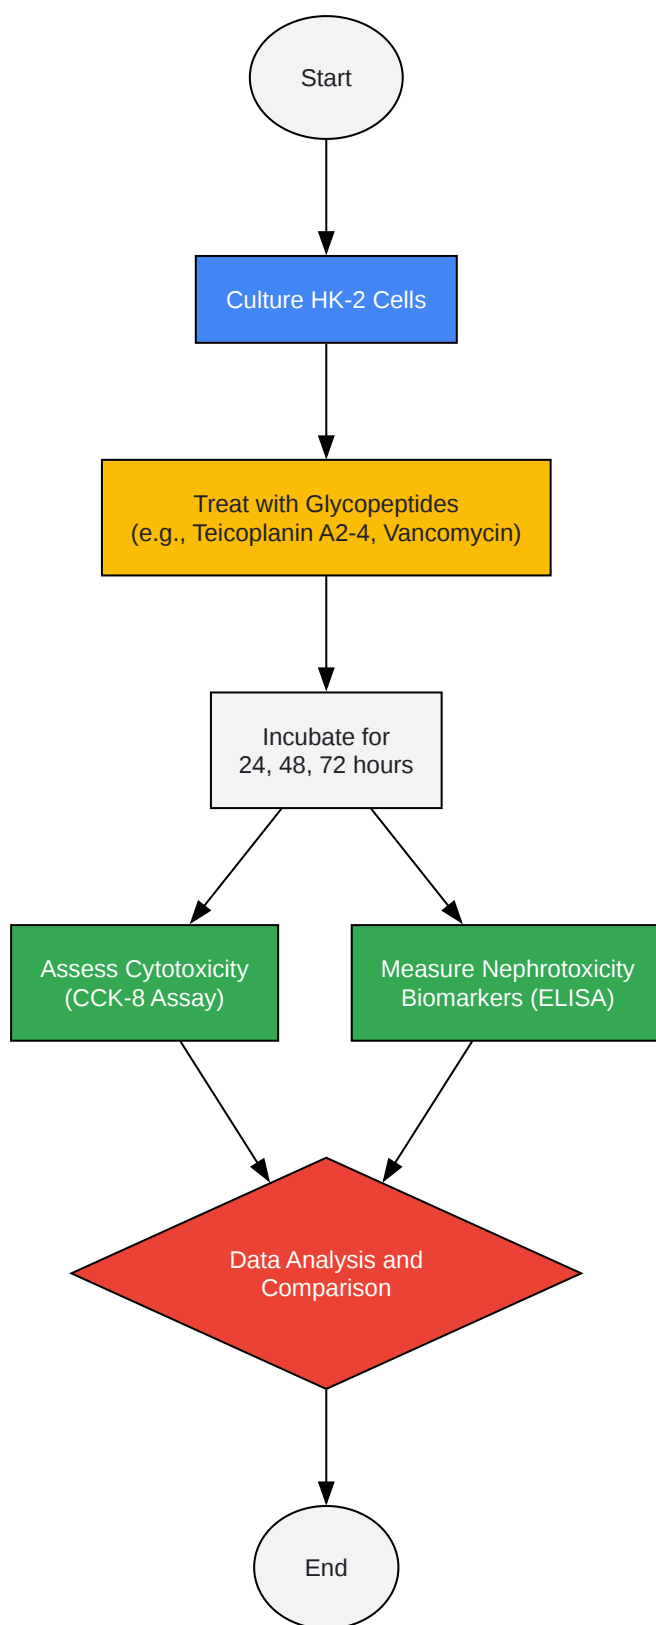 Start
Culture HK-2 Cells
Treat with Glycopeptides
(e.g., Teicoplanin A2-4, Vancomycin)
Incubate for
24, 48, 72 hours
Assess Cytotoxicity
(CCK-8 Assay)
Measure Nephrotoxicity
Biomarkers (ELISA)
Data Analysis and
Comparison
End